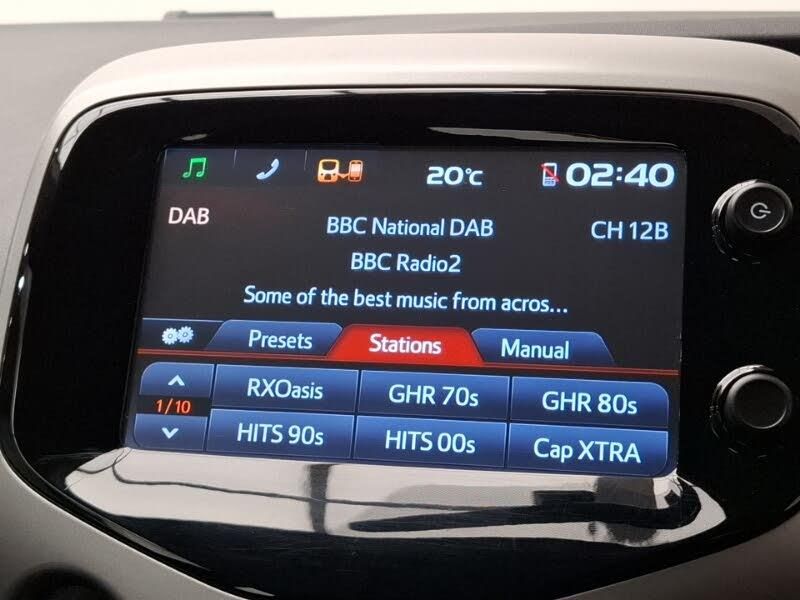 20°C 02:40
DAB BBC National DAB CH 12B
BBC Radio2
Some of the best music from acros...
Presets Stations Manual
1/10 RXOasis GHR 70s GHR 80s
HITS 90s HITS 00s Cap XTRA